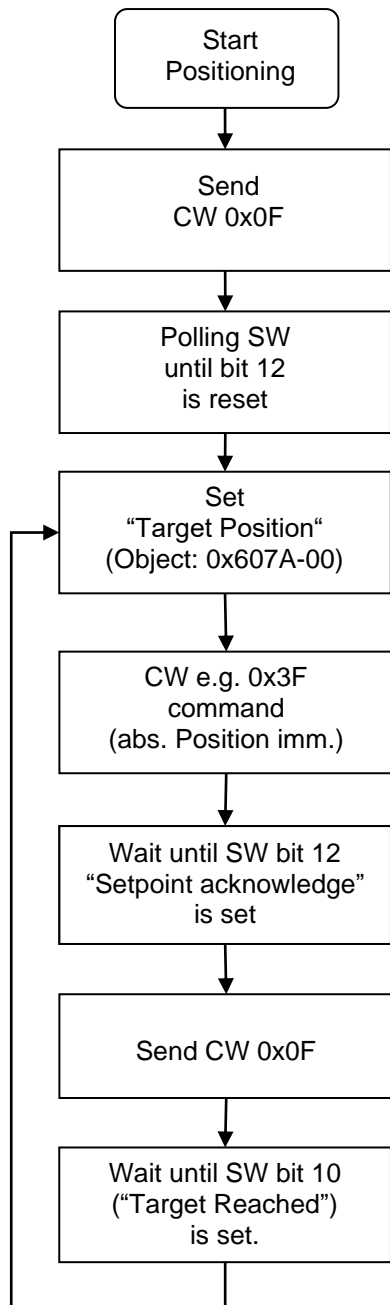 Start
Positioning
Send
CW 0x0F
Polling SW
until bit 12
is reset
Set
“Target Position“
(Object: 0x607A-00)
CW e.g. 0x3F
command
(abs. Position imm.)
Wait until SW bit 12
“Setpoint acknowledge”
is set
Send CW 0x0F
Wait until SW bit 10
(“Target Reached”)
is set.